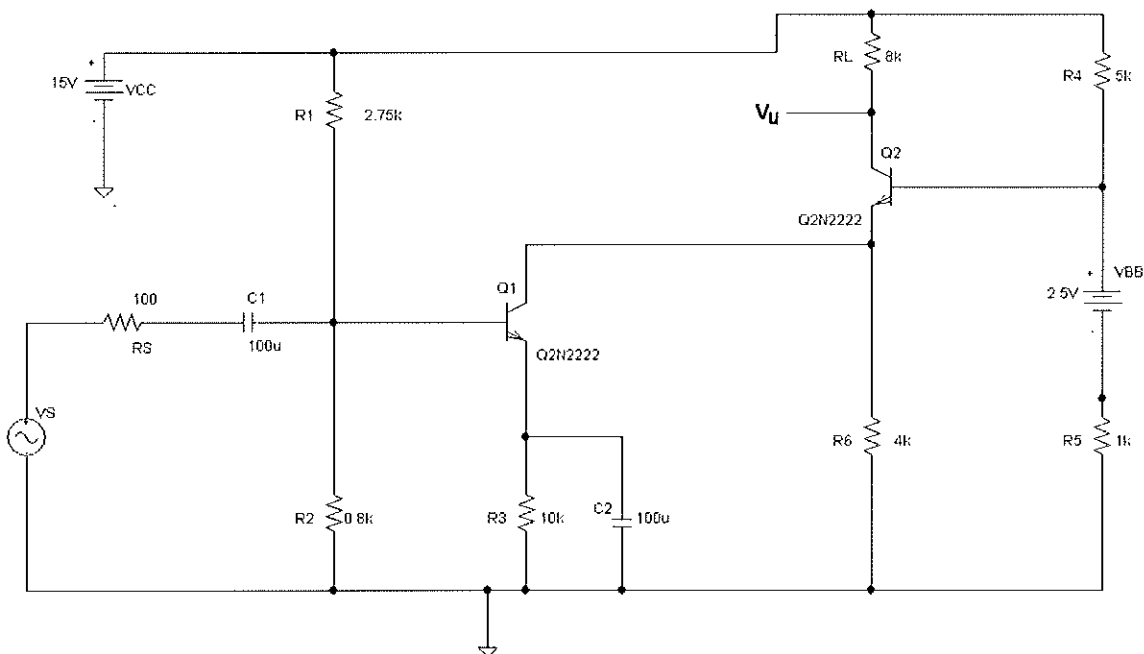 RL
8k
R4
5k
15V
VCC
R1
2.75k
Vu
Q2
Q2N2222
VBB
2.5V
Q1
100
C1
RS
100u
Q2N2222
VS
R6
4k
R5
1k
R2
0.8k
R3
10k
C2
100u